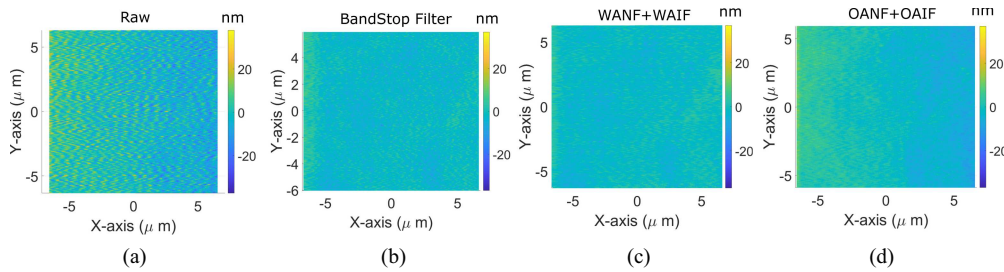 Raw
nm
5
0
-5
-5
0
5
X-axis (μ m)
Y-axis (μ m)
20
0
-20
(a)
BandStop Filter
nm
4
2
0
-2
-4
-6
-5
0
5
X-axis (μ m)
Y-axis (μ m)
20
0
-20
(b)
WANF+WAIF
nm
5
0
-5
-5
0
5
X-axis (μ m)
Y-axis (μ m)
20
0
-20
(c)
OANF+OAIF
nm
5
0
-5
-5
0
5
X-axis (μ m)
Y-axis (μ m)
20
0
-20
(d)